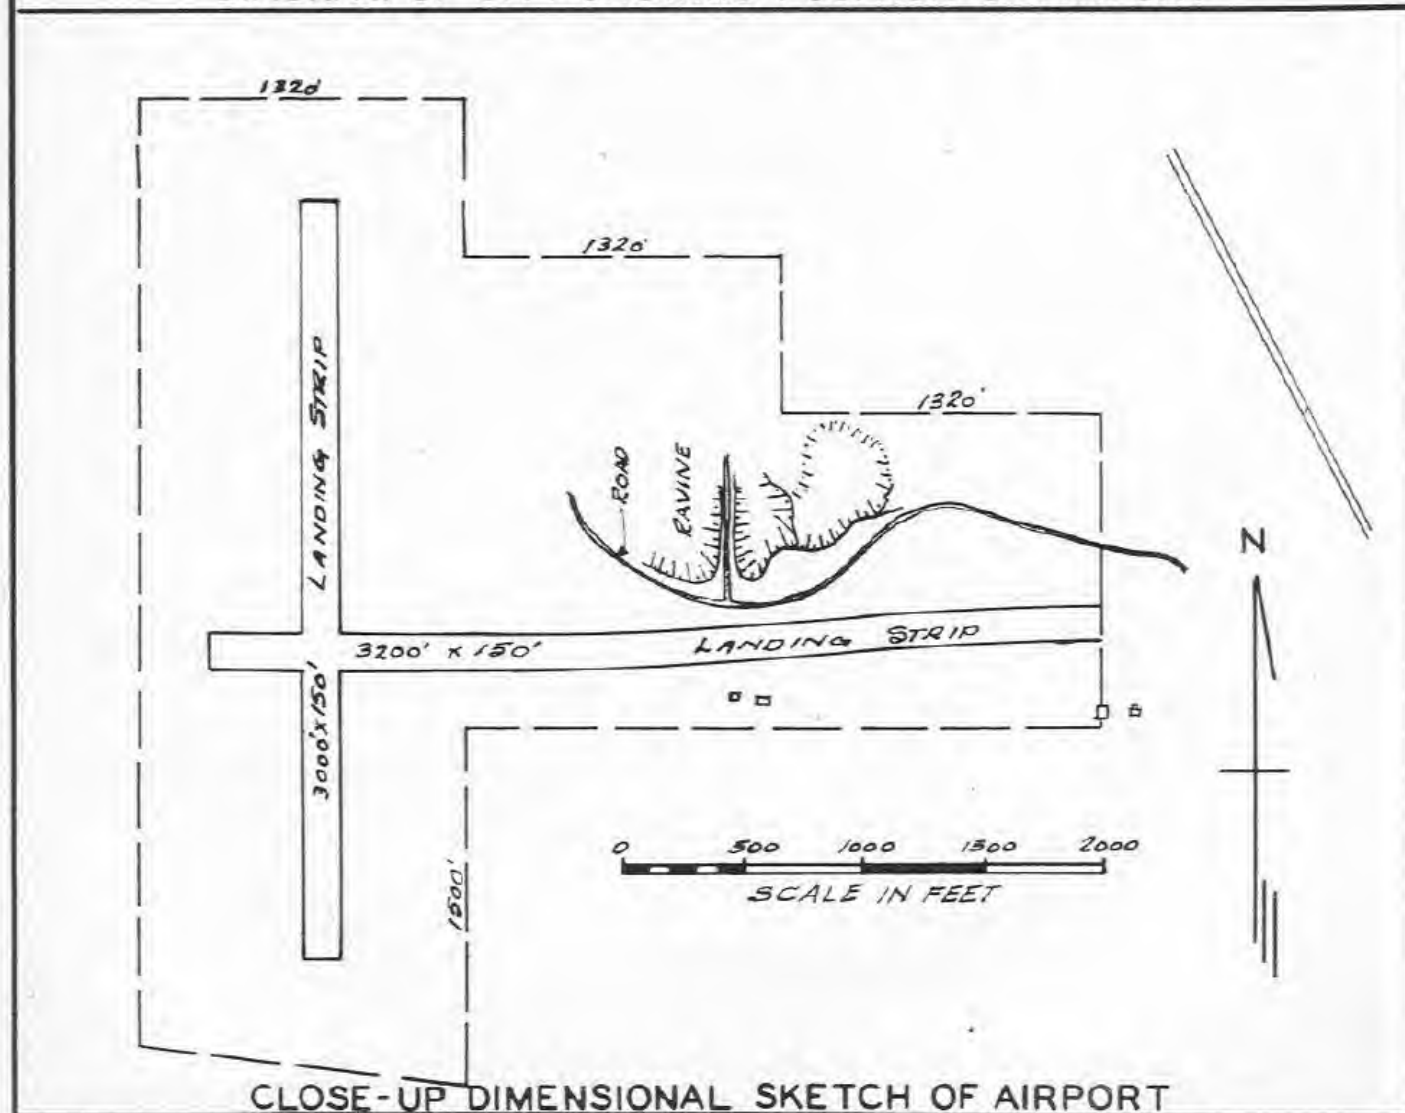 1320'
1320'
1320'
LANDING STRIP
ROAD
RAVINE
N
3200' x 150'
LANDING STRIP
3000'x150'
1500'
0 500 1000 1500 2000
SCALE IN FEET
CLOSE-UP DIMENSIONAL SKETCH OF AIRPORT